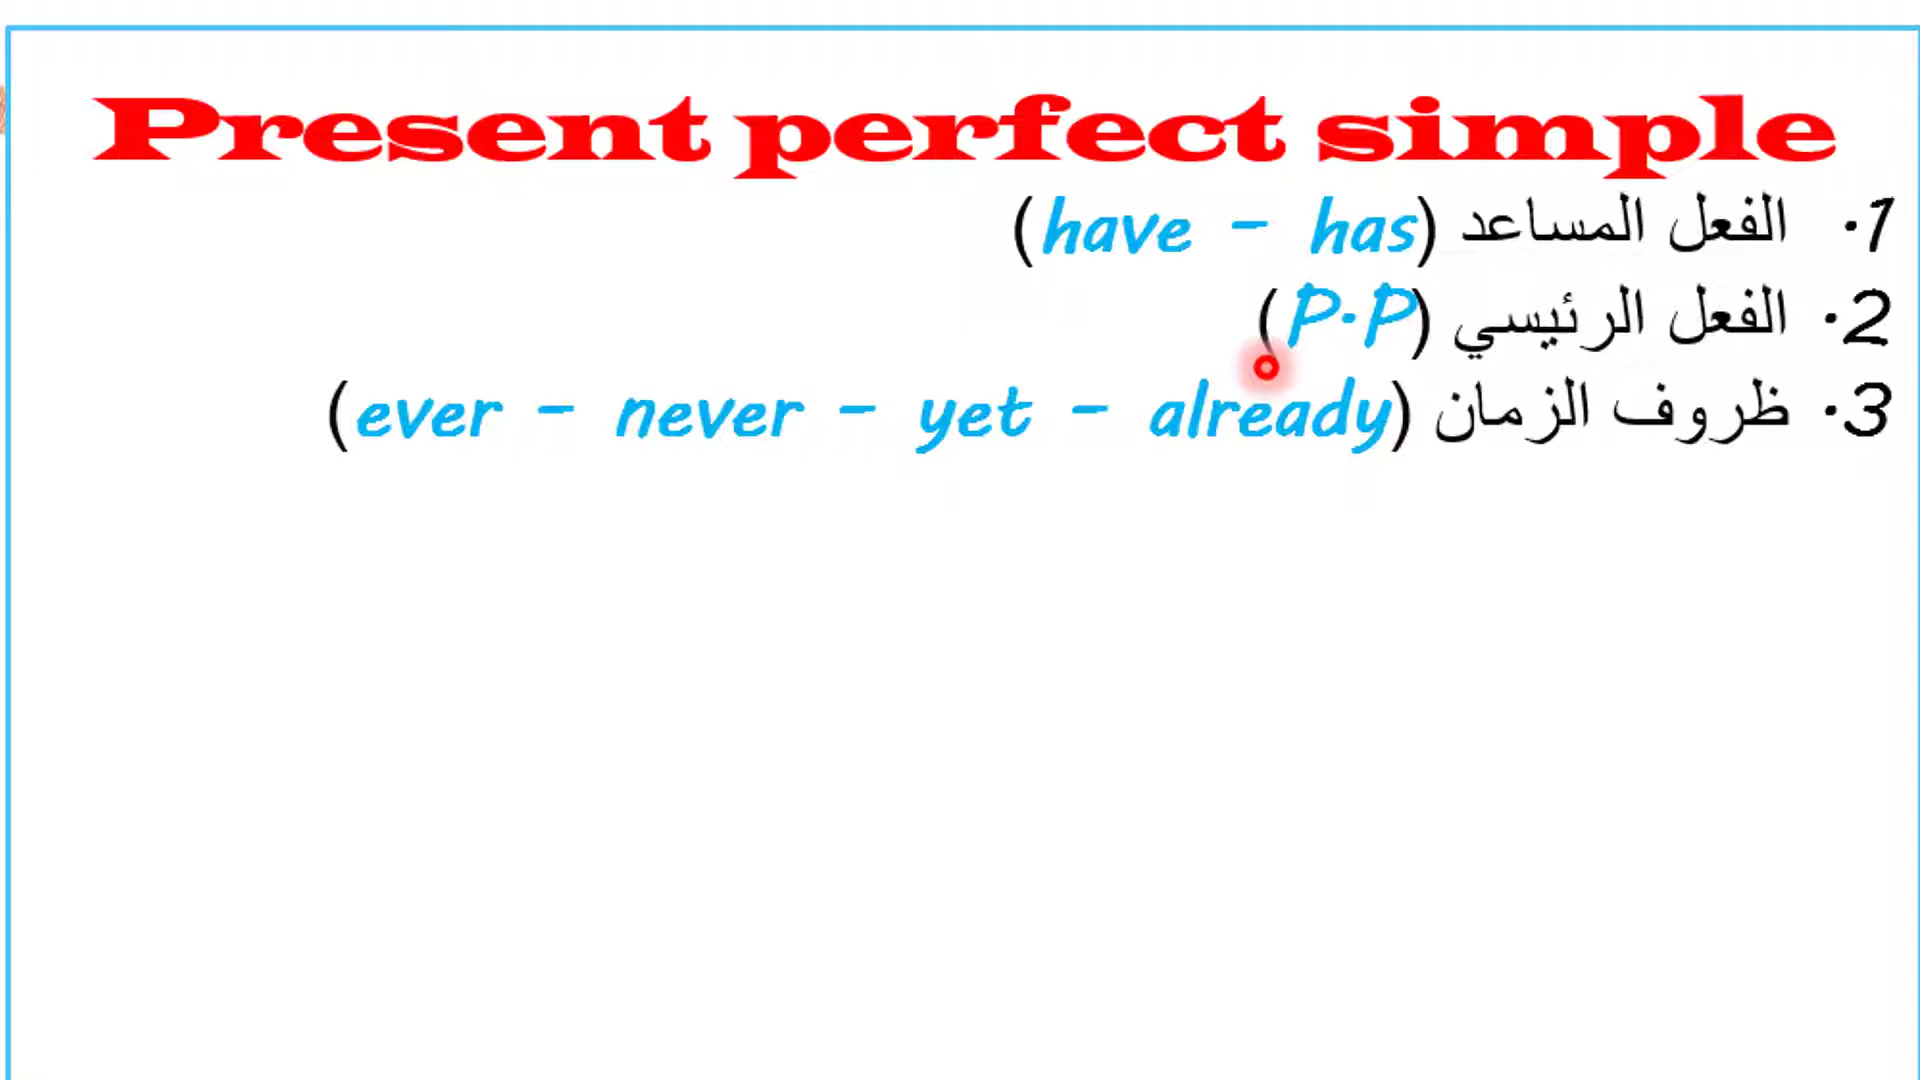 Present perfect simple
1. الفعل المساعد (have - has)
2. الفعل الرئيسي (P.P)
3. ظروف الزمان (ever - never - yet - already)